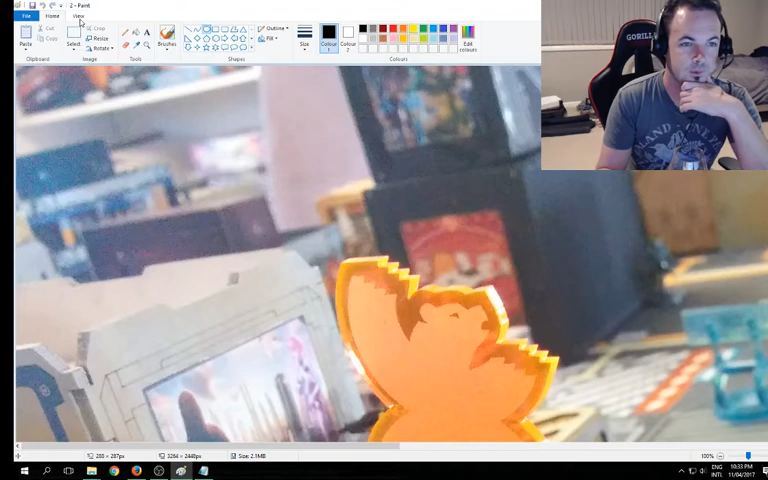 2 - Paint
File Home View
Paste
Cut
Copy
Clipboard
Select
Crop
Resize
Rotate
Image
A
Tools
Brushes
Shapes
Outline
Fill
Size
Colour 1
Colour 2
Edit colours
Colours
GORILL
288 × 287px
3264 × 2448px
Size: 2.1MB
100%
ENG
INTL
10:33 PM
11/04/2017